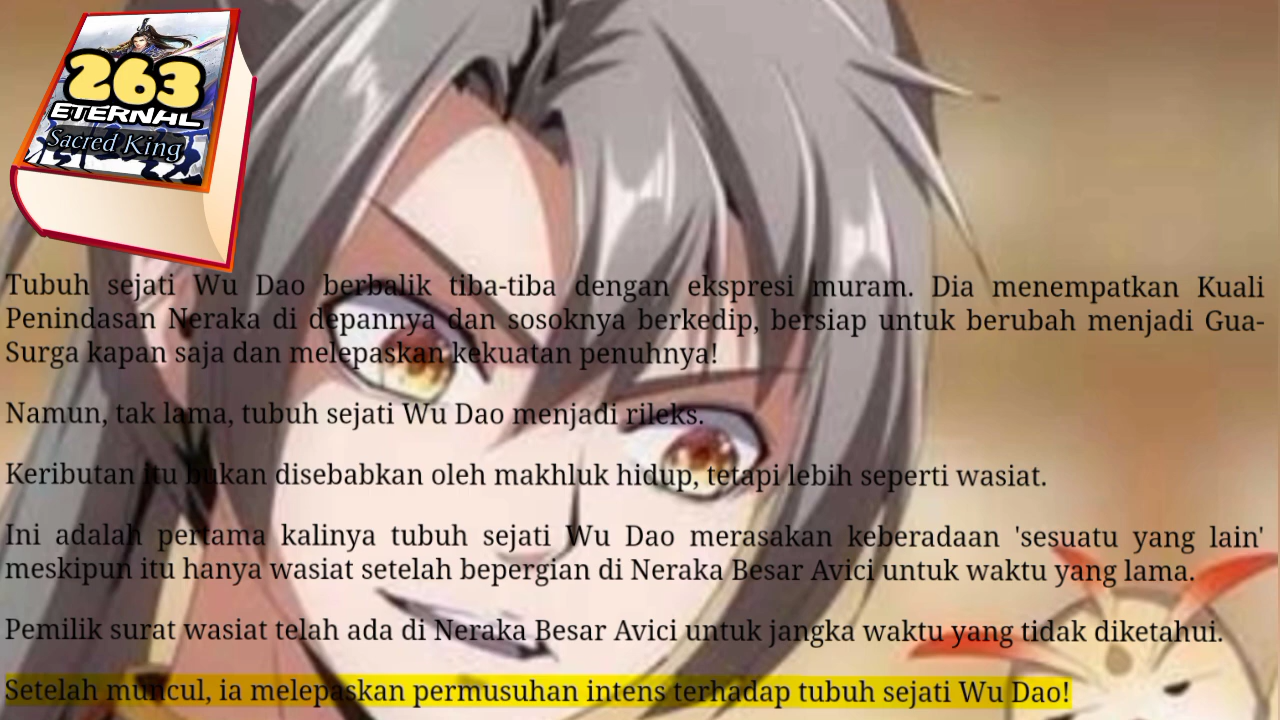 263
ETERNAL
Sacred King
Tubuh sejati Wu Dao berbalik tiba-tiba dengan ekspresi muram. Dia menempatkan Kuali
Penindasan Neraka di depannya dan sosoknya berkedip, bersiap untuk berubah menjadi Gua-
Surga kapan saja dan melepaskan kekuatan penuhnya!
Namun, tak lama, tubuh sejati Wu Dao menjadi rileks.
Keributan itu bukan disebabkan oleh makhluk hidup, tetapi lebih seperti wasiat.
Ini adalah pertama kalinya tubuh sejati Wu Dao merasakan keberadaan 'sesuatu yang lain'
meskipun itu hanya wasiat setelah bepergian di Neraka Besar Avici untuk waktu yang lama.
Pemilik surat wasiat telah ada di Neraka Besar Avici untuk jangka waktu yang tidak diketahui.
Setelah muncul, ia melepaskan permusuhan intens terhadap tubuh sejati Wu Dao!